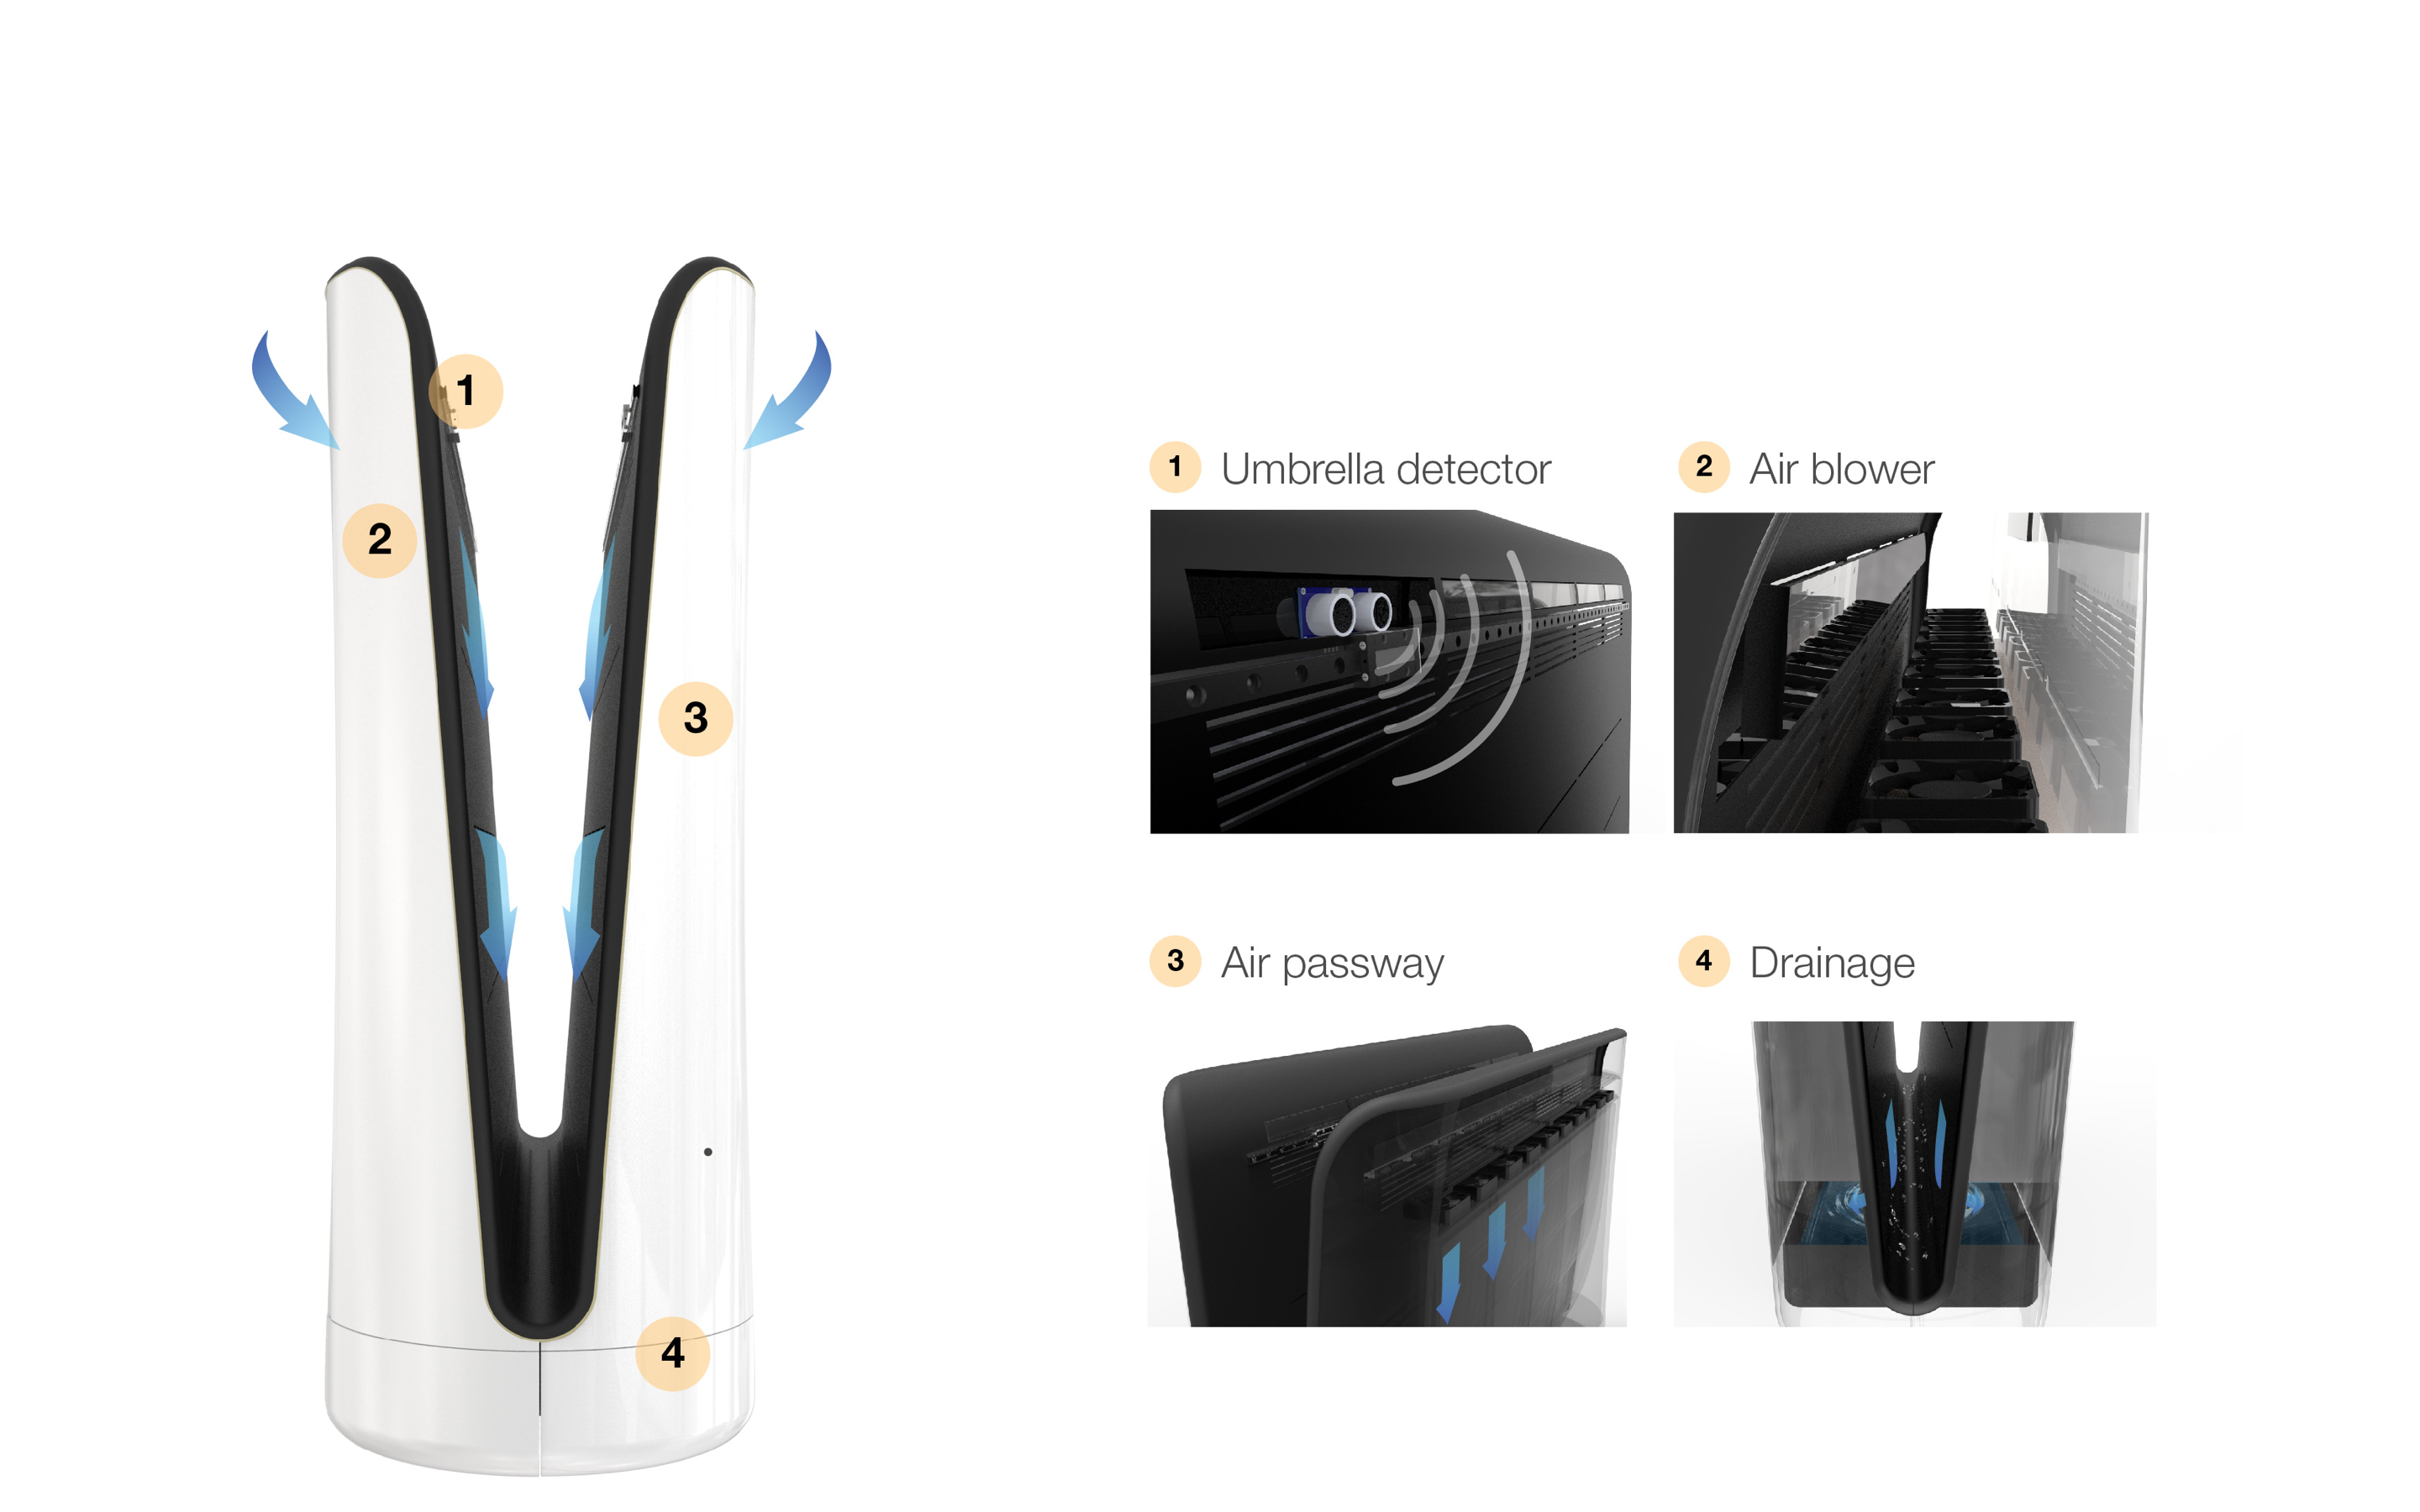 1
2
3
4
1 Umbrella detector
2 Air blower
3 Air passway
4 Drainage